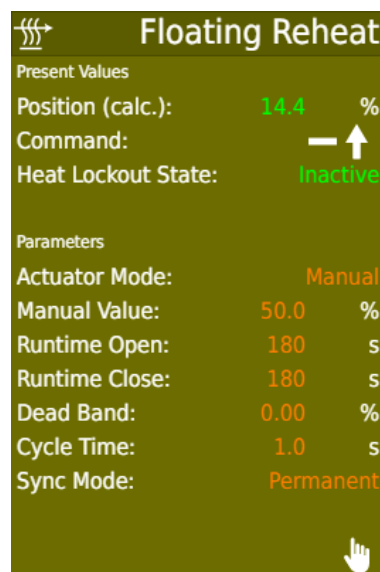 Floating Reheat
Present Values
Position (calc.): 14.4 %
Command:
Heat Lockout State: Inactive
Parameters
Actuator Mode: Manual
Manual Value: 50.0 %
Runtime Open: 180 s
Runtime Close: 180 s
Dead Band: 0.00 %
Cycle Time: 1.0 s
Sync Mode: Permanent